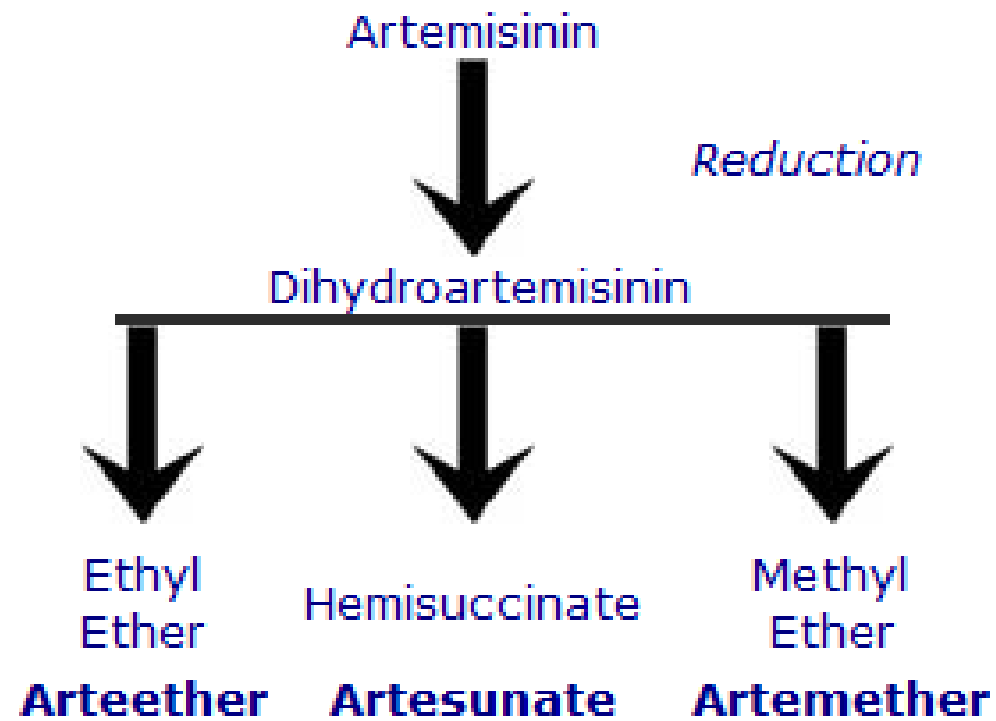 Artemisinin
Reduction
Dihydroartemisinin
Ethyl
Ether
Hemisuccinate
Methyl
Ether
Arteether
Artesunate
Artemether